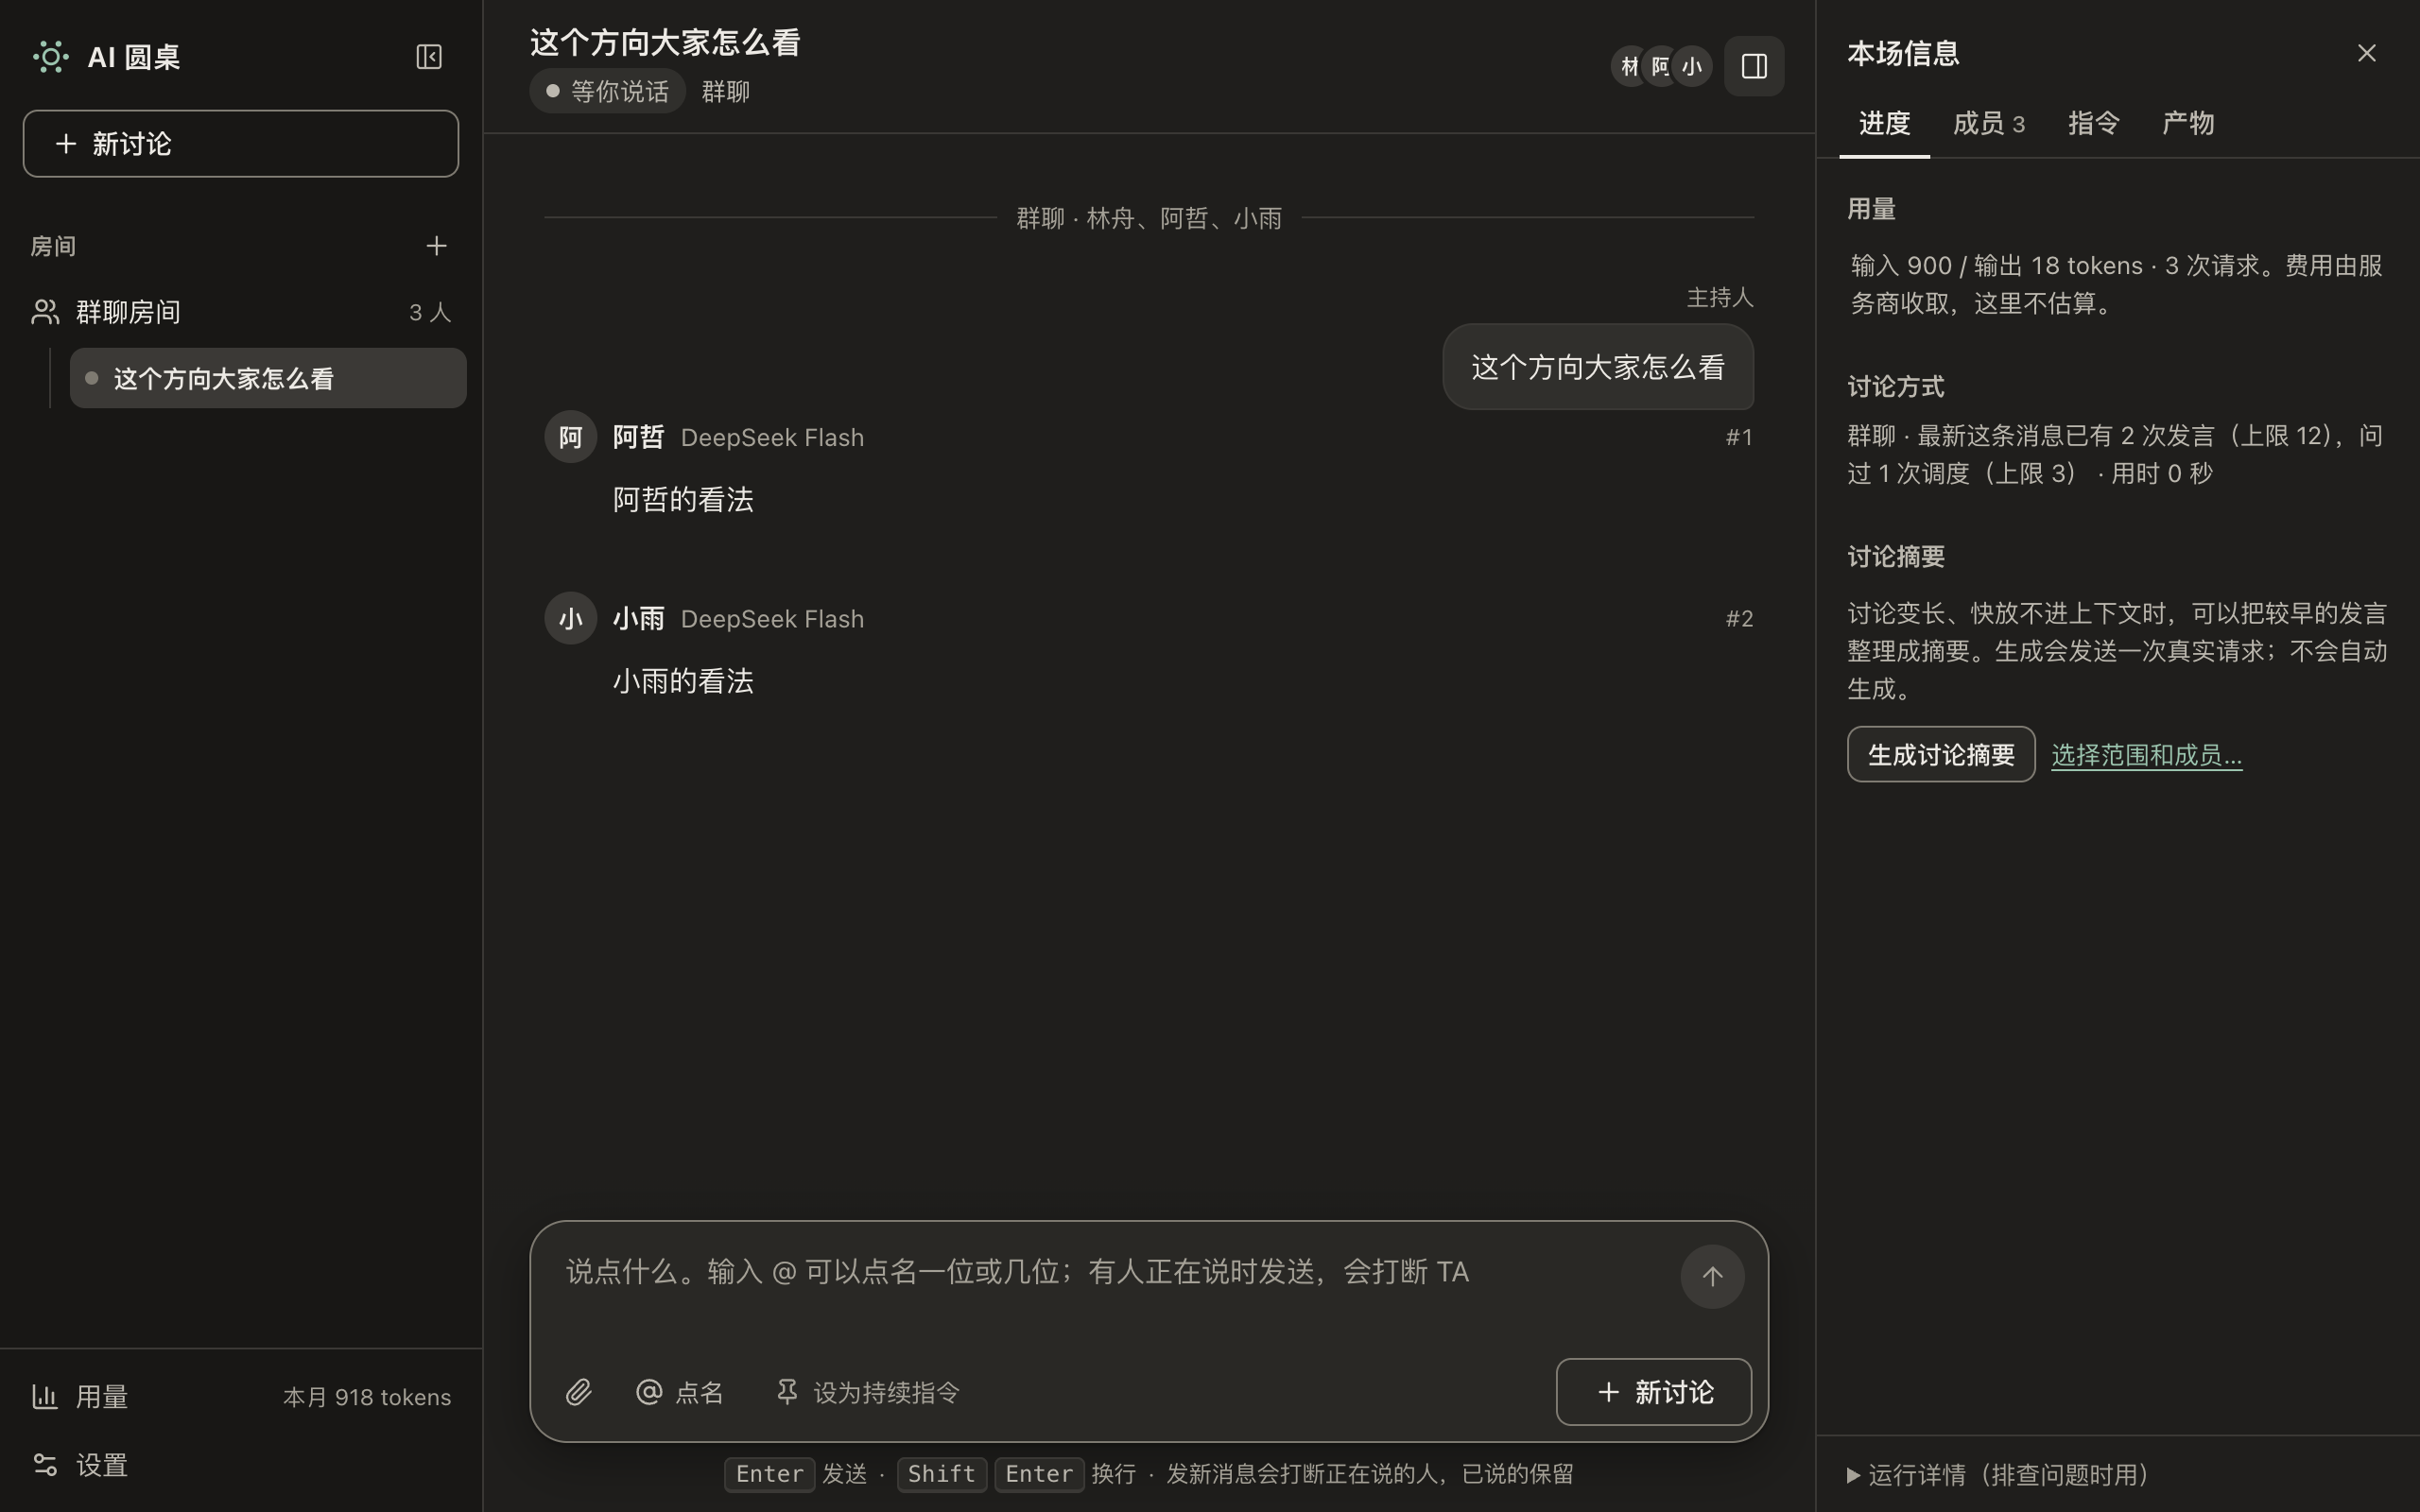 AI 圆桌
新讨论
房间
群聊房间 3 人
这个方向大家怎么看
用量 本月 918 tokens
设置
这个方向大家怎么看
等你说话 群聊
林 阿 小
群聊 · 林舟、阿哲、小雨
主持人
这个方向大家怎么看
阿 阿哲 DeepSeek Flash #1
阿哲的看法
小 小雨 DeepSeek Flash #2
小雨的看法
说点什么。输入 @ 可以点名一位或几位；有人正在说时发送，会打断 TA
点名 设为持续指令 新讨论
Enter 发送 · Shift Enter 换行 · 发新消息会打断正在说的人，已说的保留
本场信息
进度 成员 3 指令 产物
用量
输入 900 / 输出 18 tokens · 3 次请求。费用由服
务商收取，这里不估算。
讨论方式
群聊 · 最新这条消息已有 2 次发言（上限 12），问
过 1 次调度（上限 3） · 用时 0 秒
讨论摘要
讨论变长、快放不进上下文时，可以把较早的发言
整理成摘要。生成会发送一次真实请求；不会自动
生成。
生成讨论摘要 选择范围和成员...
运行详情（排查问题时用）